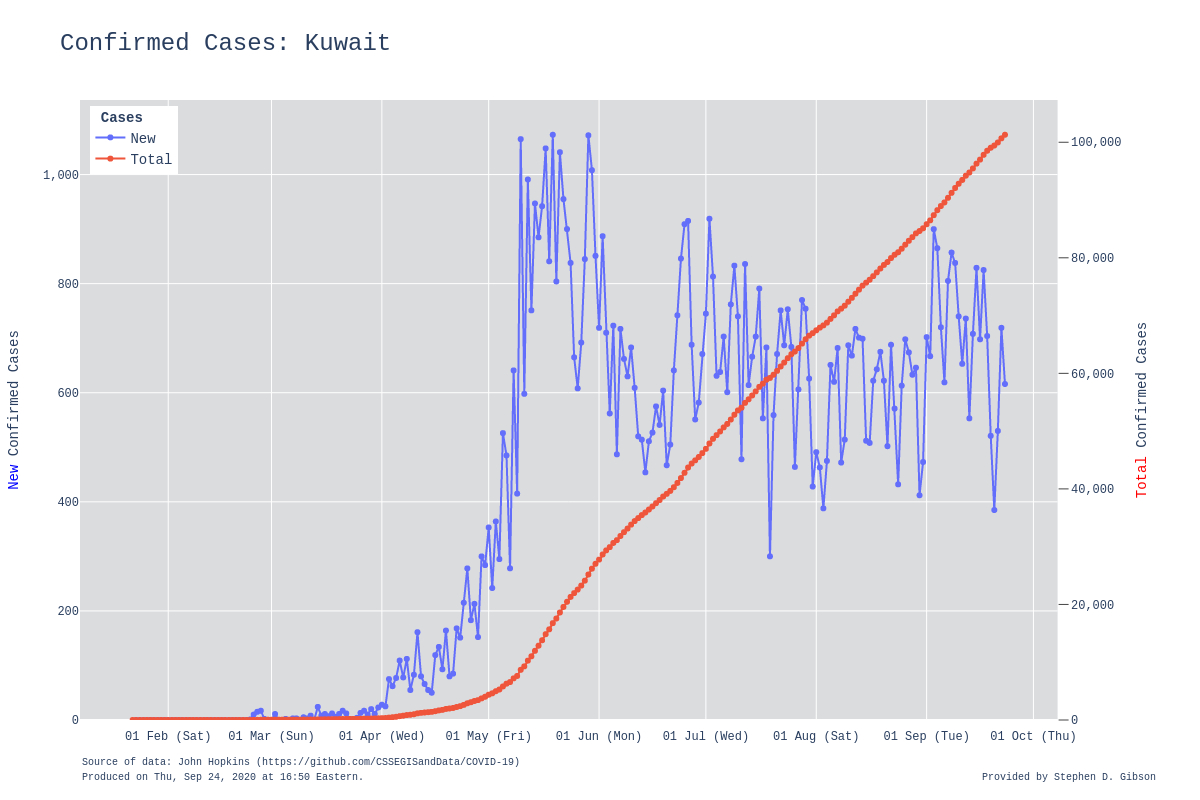 Confirmed Cases: Kuwait
Cases
New
Total
1,000
800
600
400
200
0
100,000
80,000
60,000
40,000
20,000
0
New Confirmed Cases
Total Confirmed Cases
01 Feb (Sat) 01 Mar (Sun) 01 Apr (Wed) 01 May (Fri) 01 Jun (Mon) 01 Jul (Wed) 01 Aug (Sat) 01 Sep (Tue) 01 Oct (Thu)
Source of data: John Hopkins (https://github.com/CSSEGISandData/COVID-19)
Produced on Thu, Sep 24, 2020 at 16:50 Eastern.
Provided by Stephen D. Gibson